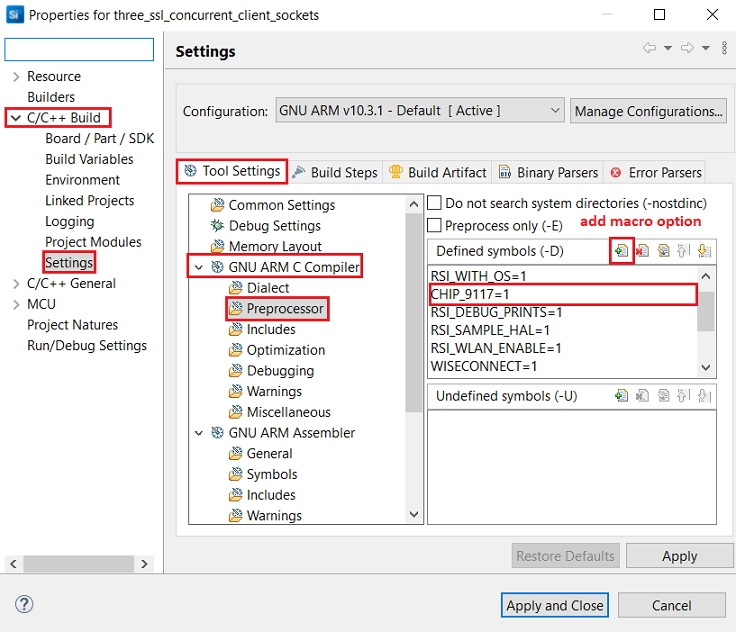 Si Properties for three_ssl_concurrent_client_sockets
Settings
Resource
Builders
C/C++ Build
Board / Part / SDK
Build Variables
Environment
Linked Projects
Logging
Project Modules
Settings
C/C++ General
MCU
Project Natures
Run/Debug Settings
Configuration: GNU ARM v10.3.1 - Default [ Active ] Manage Configurations...
Tool Settings Build Steps Build Artifact Binary Parsers Error Parsers
Common Settings
Debug Settings
Memory Layout
GNU ARM C Compiler
Dialect
Preprocessor
Includes
Optimization
Debugging
Warnings
Miscellaneous
GNU ARM Assembler
General
Symbols
Includes
Warnings
Do not search system directories (-nostdinc)
Preprocess only (-E)
add macro option
Defined symbols (-D)
RSI_WITH_OS=1
CHIP_9117=1
RSI_DEBUG_PRINTS=1
RSI_SAMPLE_HAL=1
RSI_WLAN_ENABLE=1
WISECONNECT=1
Undefined symbols (-U)
Restore Defaults Apply
? Apply and Close Cancel